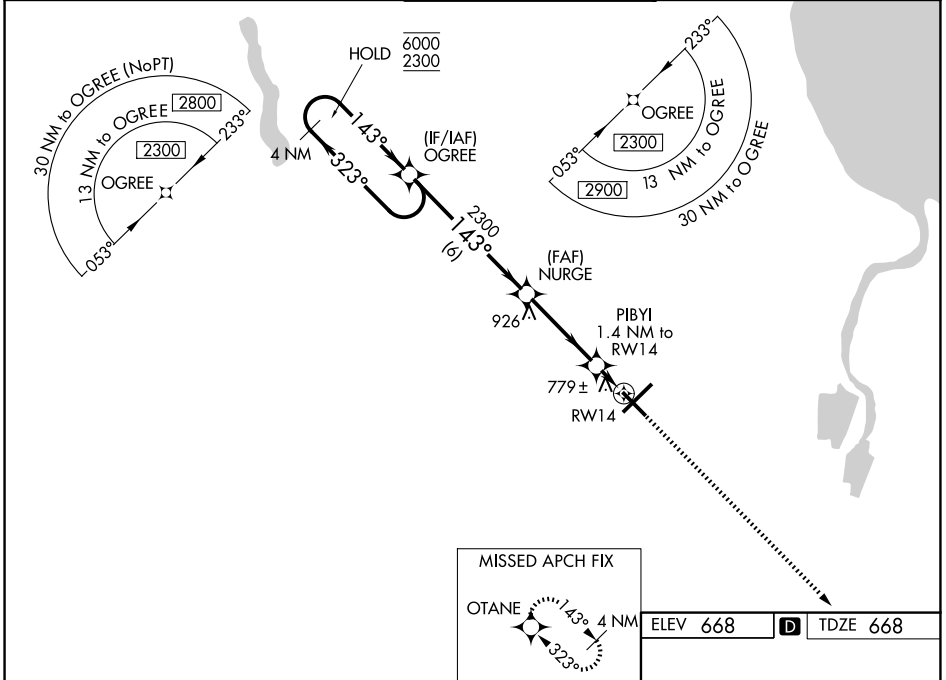 30 NM to OGREE (NoPT)
13 NM to OGREE
2800
2300
OGREE
233°
053°
HOLD
6000
2300
4 NM
143°
323°
(IF/IAF)
OGREE
2300
143°
(6)
(FAF)
NURGE
926
PIBYI
1.4 NM to
RW14
779 ±
RW14
233°
OGREE
2300
053°
2900
13 NM to OGREE
30 NM to OGREE
MISSED APCH FIX
OTANE
143°
4 NM
323°
ELEV 668
D
TDZE 668